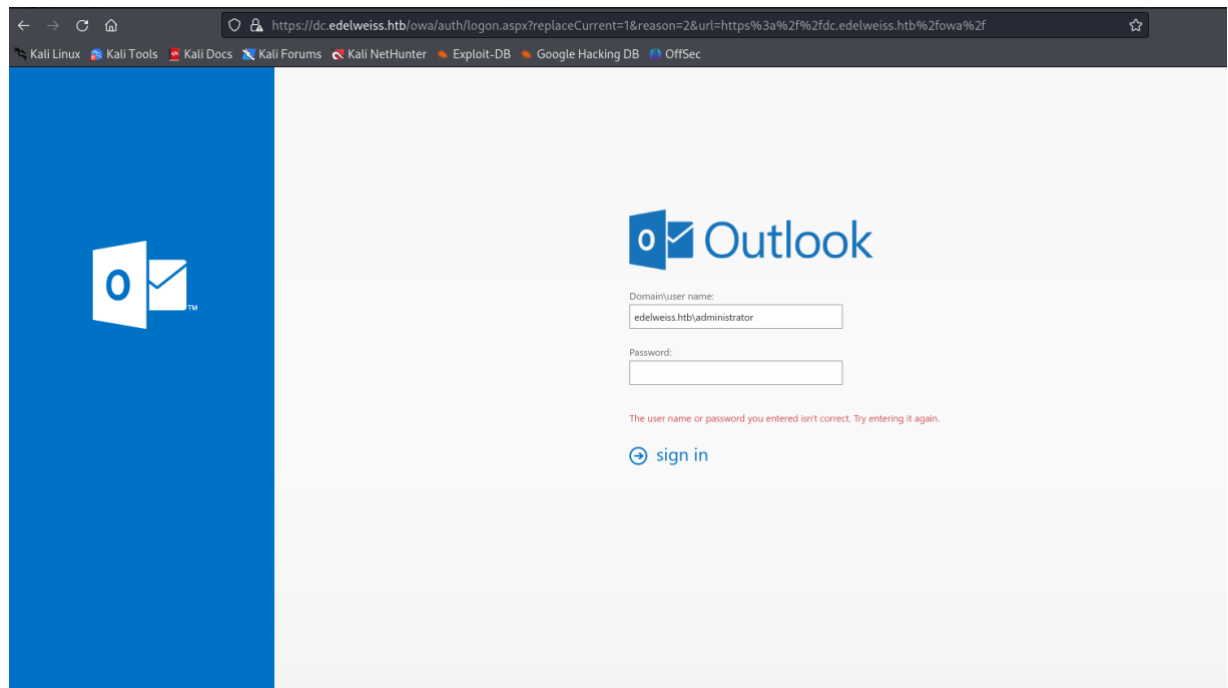 https://dc.edelweiss.htb/owa/auth/logon.aspx?replaceCurrent=1&reason=2&url=https%3a%2f%2fdc.edelweiss.htb%2fowa%2f
Kali Linux Kali Tools Kali Docs Kali Forums Kali NetHunter Exploit-DB Google Hacking DB OffSec
O
TM
O Outlook
Domain\user name:
edelweiss.htb\administrator
Password:
The user name or password you entered isn't correct. Try entering it again.
sign in